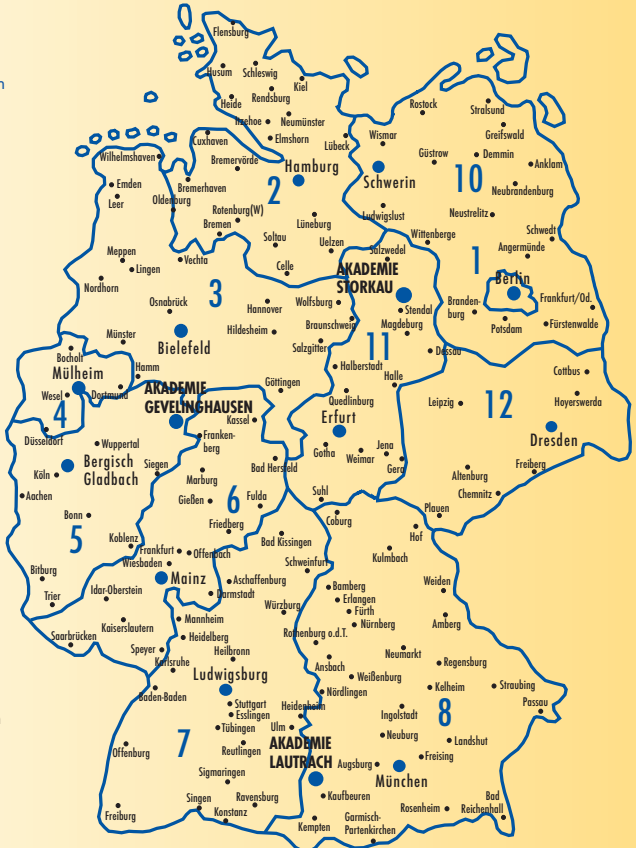 n
Flensburg
Husum
Schleswig
Kiel
Heide
Rendsburg
Itzehoe
Neumünster
Elmshorn
Lübeck
Cuxhaven
Wilhelmshaven
Bremervörde
Hamburg
2
Emden
Leer
Bremerhaven
Oldenburg
Rotenburg(W)
Bremen
Lüneburg
Soltau
Uelzen
Celle
Rostock
Stralsund
Greifswald
Wismar
Güstrow
Demmin
Anklam
10
Schwerin
Neubrandenburg
Ludwigslust
Neustrelitz
Wittenberge
Schwedt
Angermünde
Salzwedel
1
Berlin
Branden-
burg
Frankfurt/Od.
Potsdam
Fürstenwalde
Meppen
Lingen
Vechta
Nordhorn
3
Osnabrück
Hannover
Wolfsburg
Braunschweig
Hildesheim
Salzgitter
Bielefeld
Münster
AKADEMIE
STORKAU
Stendal
Magdeburg
11
Dessau
Halberstadt
Halle
Quedlinburg
Erfurt
Gotha
Weimar
Jena
Gera
Suhl
Cottbus
Hoyerswerda
Leipzig
12
Dresden
Freiberg
Altenburg
Chemnitz
Plauen
Bocholt
Mülheim
Hamm
Wesel
Dortmund
4
Düsseldorf
AKADEMIE
GEVELINGHAUSEN
Göttingen
Kassel
Franken-
berg
Wuppertal
Köln
Bergisch
Gladbach
Siegen
Bad Hersfeld
Marburg
Aachen
Gießen
6
Fulda
Bonn
5
Friedberg
Koblenz
Frankfurt
Offenbach
Wiesbaden
Mainz
Bad Kissingen
Schweinfurt
Bitburg
Trier
Idar-Oberstein
Aschaffenburg
Darmstadt
Würzburg
Kaiserslautern
Mannheim
Saarbrücken
Heidelberg
Speyer
Heilbronn
Karlsruhe
Ludwigsburg
Baden-Baden
Stuttgart
Esslingen
Tübingen
Heidenheim
Ulm
Offenburg
7
Reutlingen
Sigmaringen
Singen
Ravensburg
Freiburg
Konstanz
Coburg
Hof
Kulmbach
Bamberg
Erlangen
Fürth
Nürnberg
Weiden
Amberg
Rothenburg o.d.T.
Ansbach
Neumarkt
Regensburg
Weißenburg
Nördlingen
Kelheim
Straubing
Passau
Ingolstadt
8
Neuburg
Landshut
AKADEMIE
LAUTRACH
Augsburg
Freising
München
Kaufbeuren
Rosenheim
Bad
Reichenhall
Kempten
Garmisch-
Partenkirchen